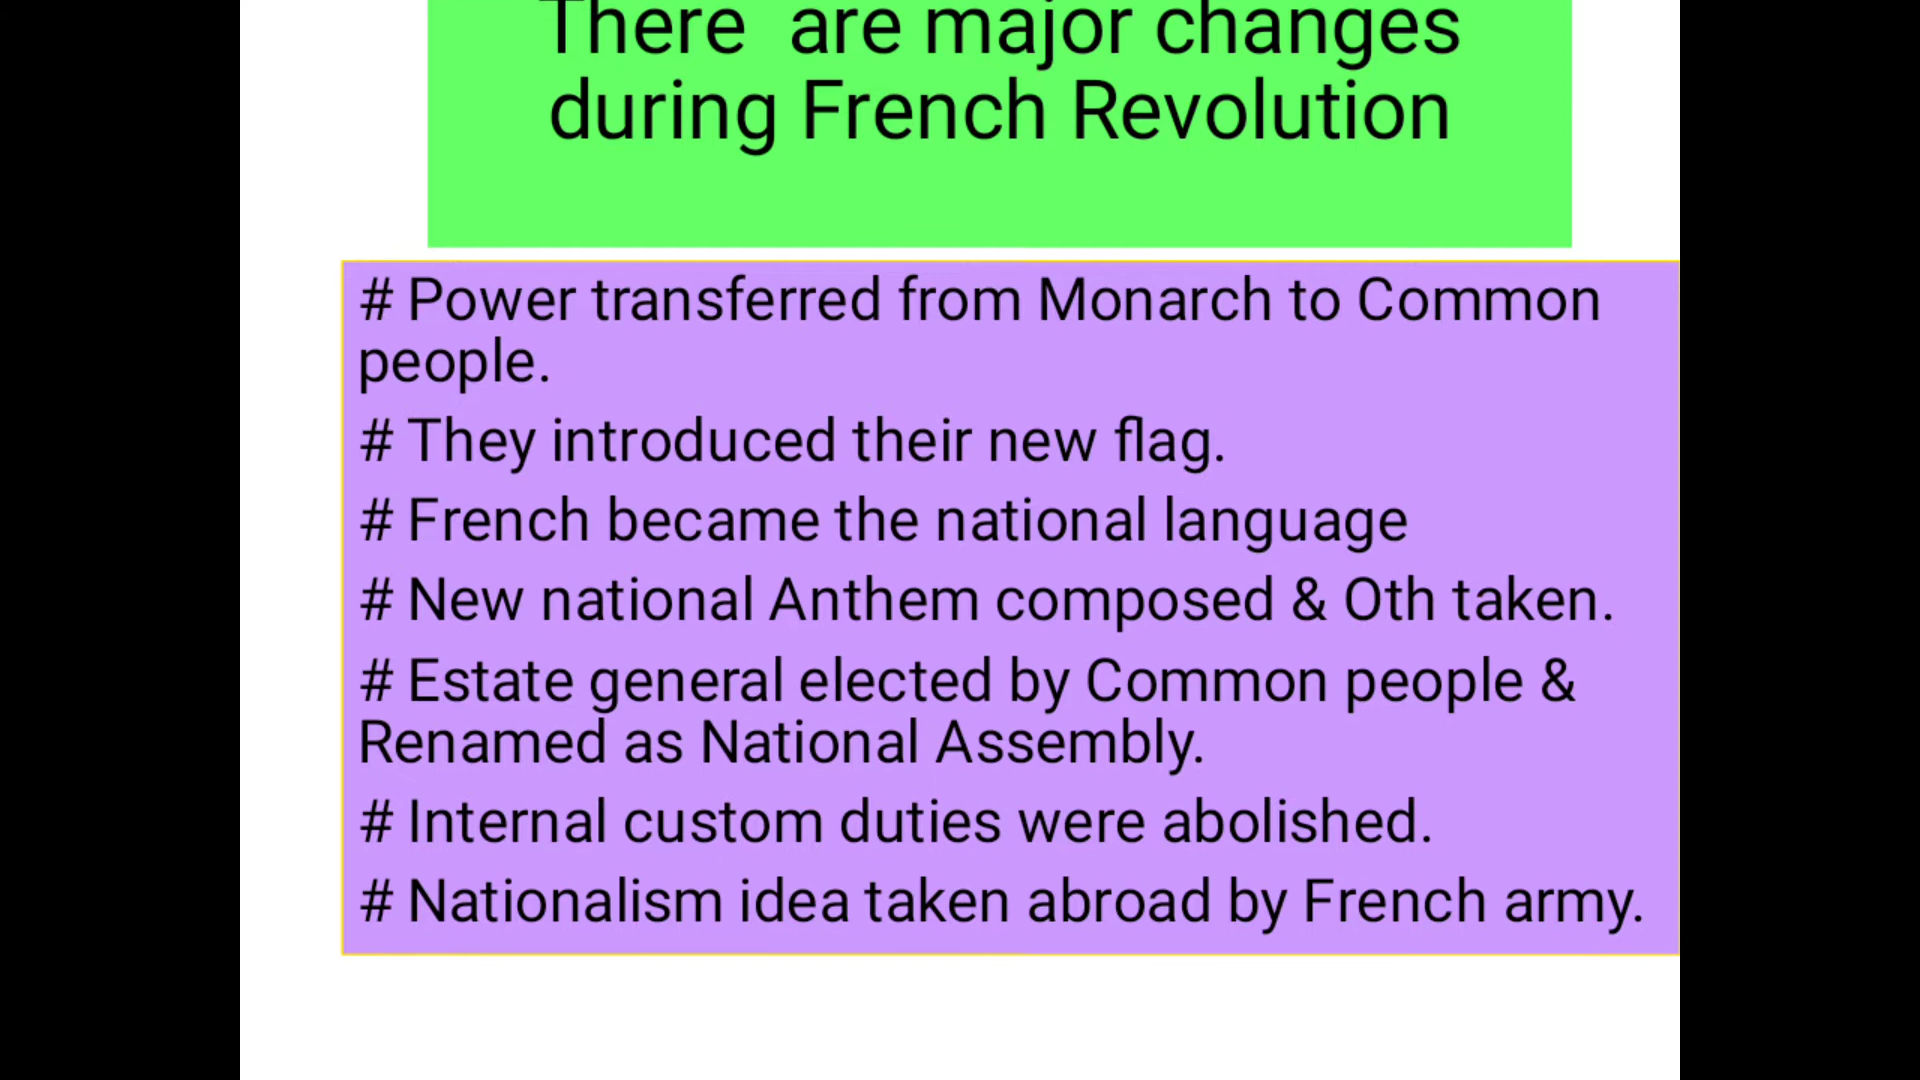 There are major changes
during French Revolution
# Power transferred from Monarch to Common
people.
# They introduced their new flag.
# French became the national language
# New national Anthem composed & Oth taken.
# Estate general elected by Common people &
Renamed as National Assembly.
# Internal custom duties were abolished.
# Nationalism idea taken abroad by French army.